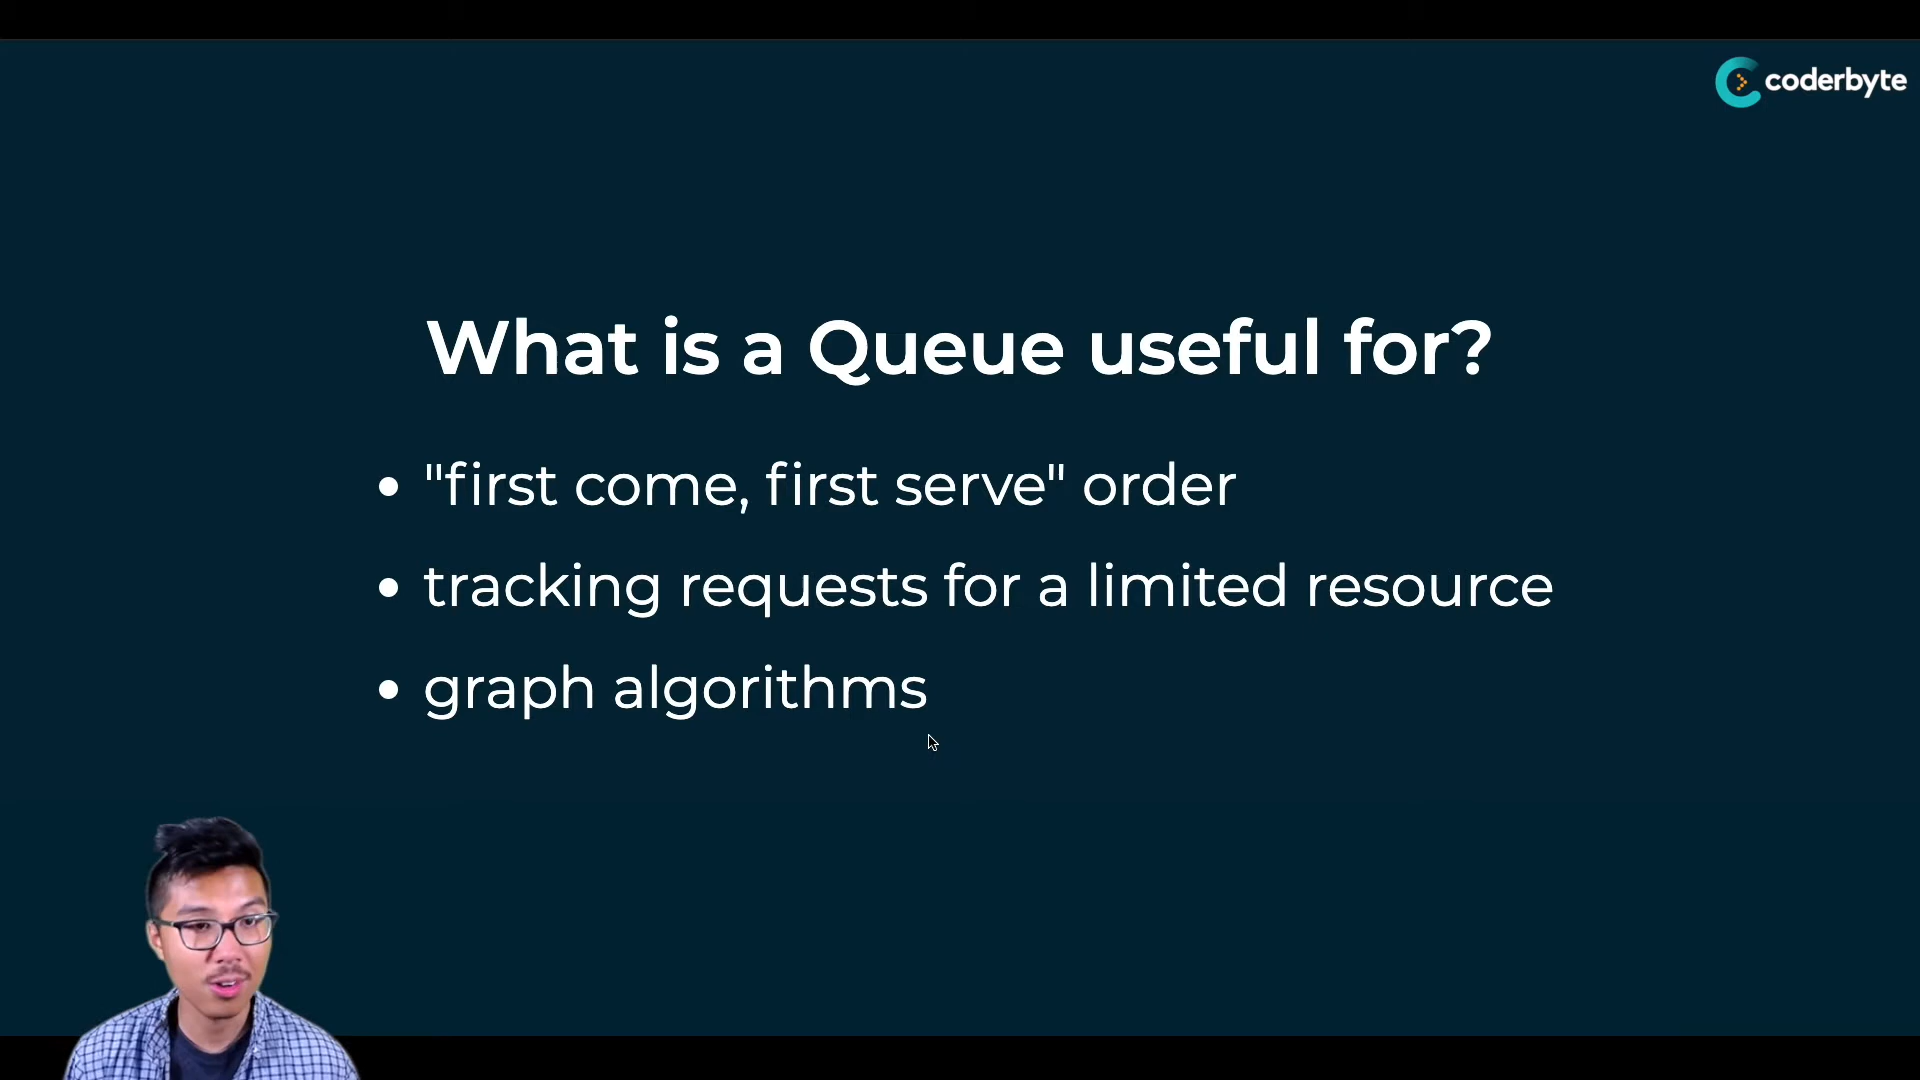 coderbyte
What is a Queue useful for?
• "first come, first serve" order
• tracking requests for a limited resource
• graph algorithms